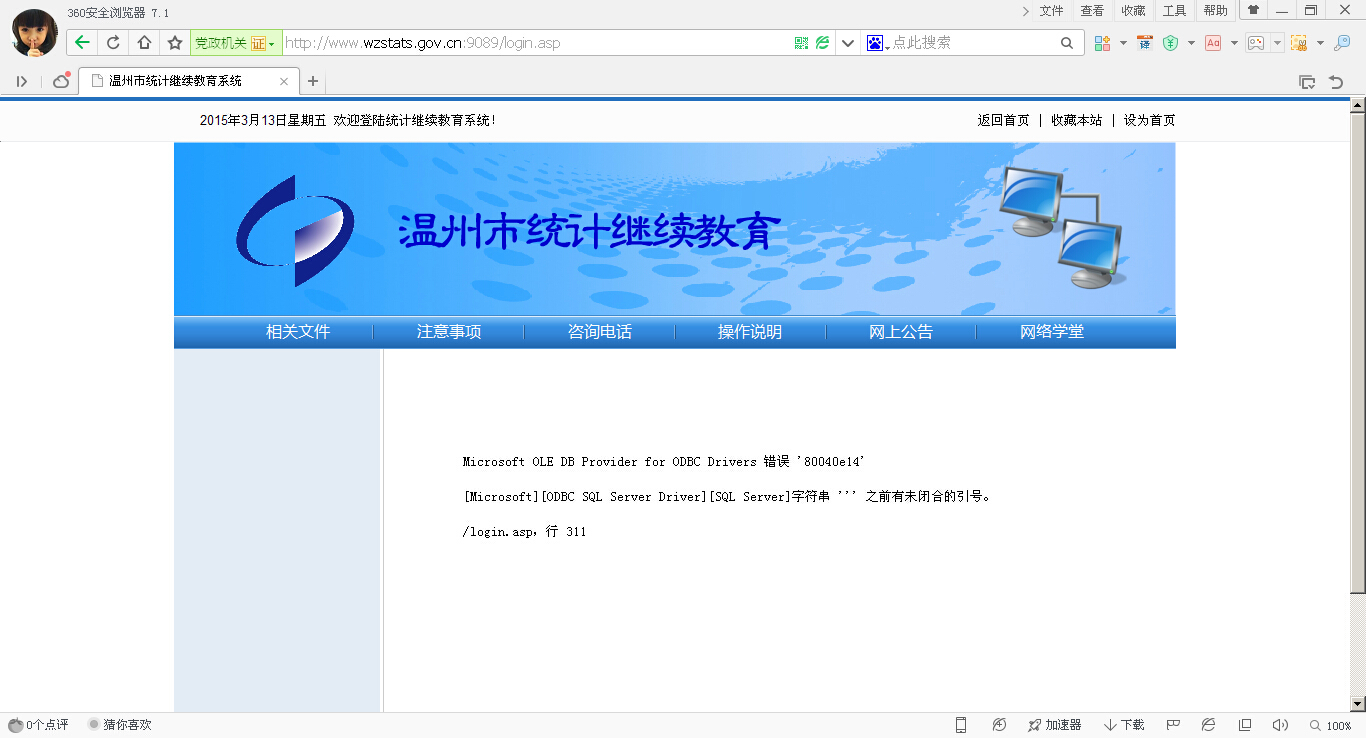 360安全浏览器 7.1
文件 查看 收藏 工具 帮助
党政机关 证 http://www.wzstats.gov.cn:9089/login.asp 点此搜索 译 Aa
温州市统计继续教育系统
2015年3月13日星期五 欢迎登陆统计继续教育系统!
返回首页 | 收藏本站 | 设为首页
温州市统计继续教育
相关文件 注意事项 咨询电话 操作说明 网上公告 网络学堂
Microsoft OLE DB Provider for ODBC Drivers 错误 '80040e14'
[Microsoft][ODBC SQL Server Driver][SQL Server]字符串 ''' 之前有未闭合的引号。
/login.asp, 行 311
0个点评 猜你喜欢 加速器 下载 100%